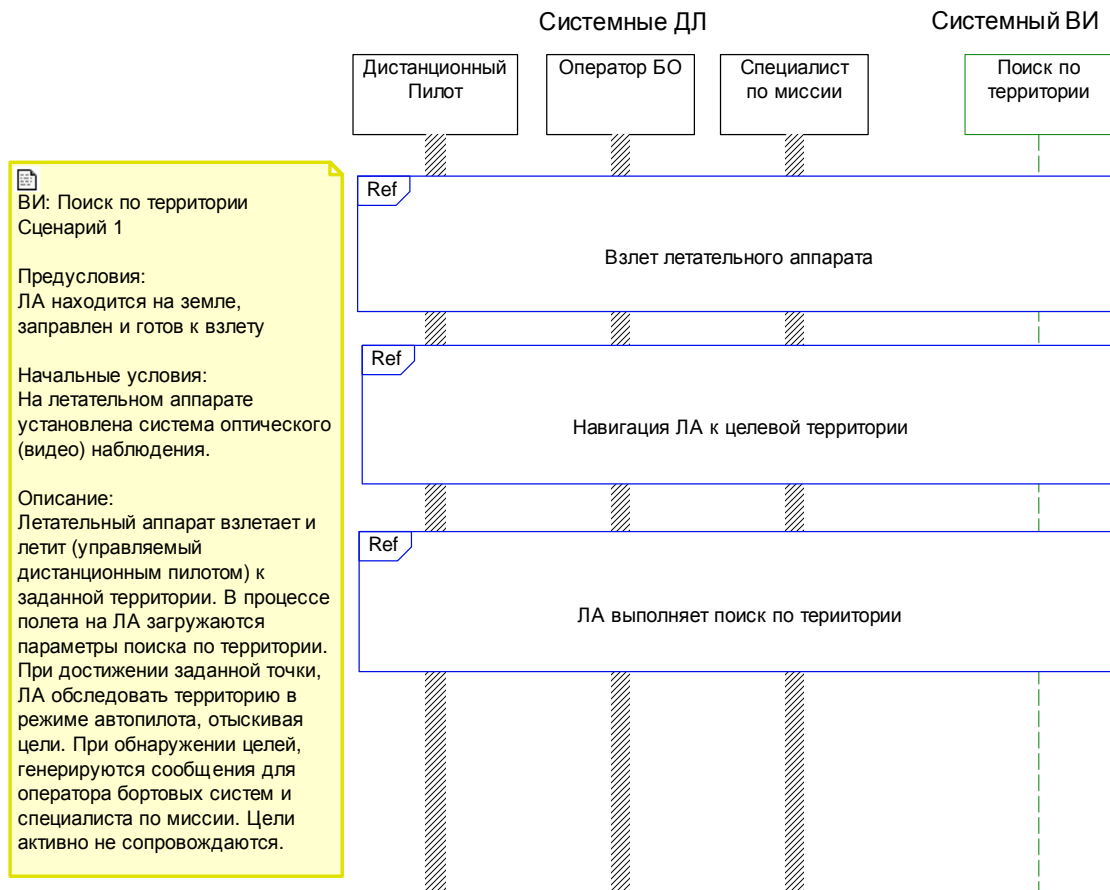 Системные ДЛ
Системный ВИ
Дистанционный
Пилот
Оператор БО
Специалист
по миссии
Поиск по
территории
ВИ: Поиск по территории
Сценарий 1
Предусловия:
ЛА находится на земле,
заправлен и готов к взлету
Начальные условия:
На летательном аппарате
установлена система оптического
(видео) наблюдения.
Описание:
Летательный аппарат взлетает и
летит (управляемый
дистанционным пилотом) к
заданной территории. В процессе
полета на ЛА загружаются
параметры поиска по территории.
При достижении заданной точки,
ЛА обследовать территорию в
режиме автопилота, отыскивая
цели. При обнаружении целей,
генерируются сообщения для
оператора бортовых систем и
специалиста по миссии. Цели
активно не сопровождаются.
Ref
Взлет летательного аппарата
Ref
Навигация ЛА к целевой территории
Ref
ЛА выполняет поиск по териитории